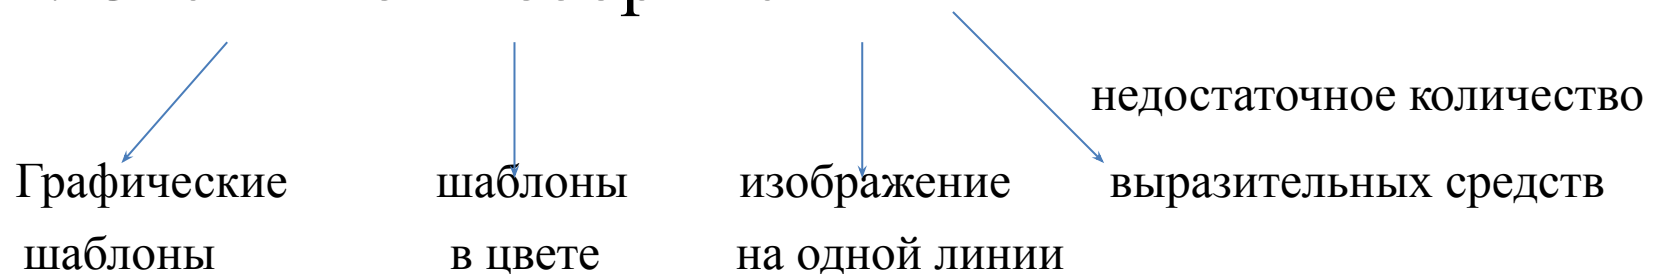 недостаточное количество
Графические шаблоны изображение выразительных средств
шаблоны в цвете на одной линии